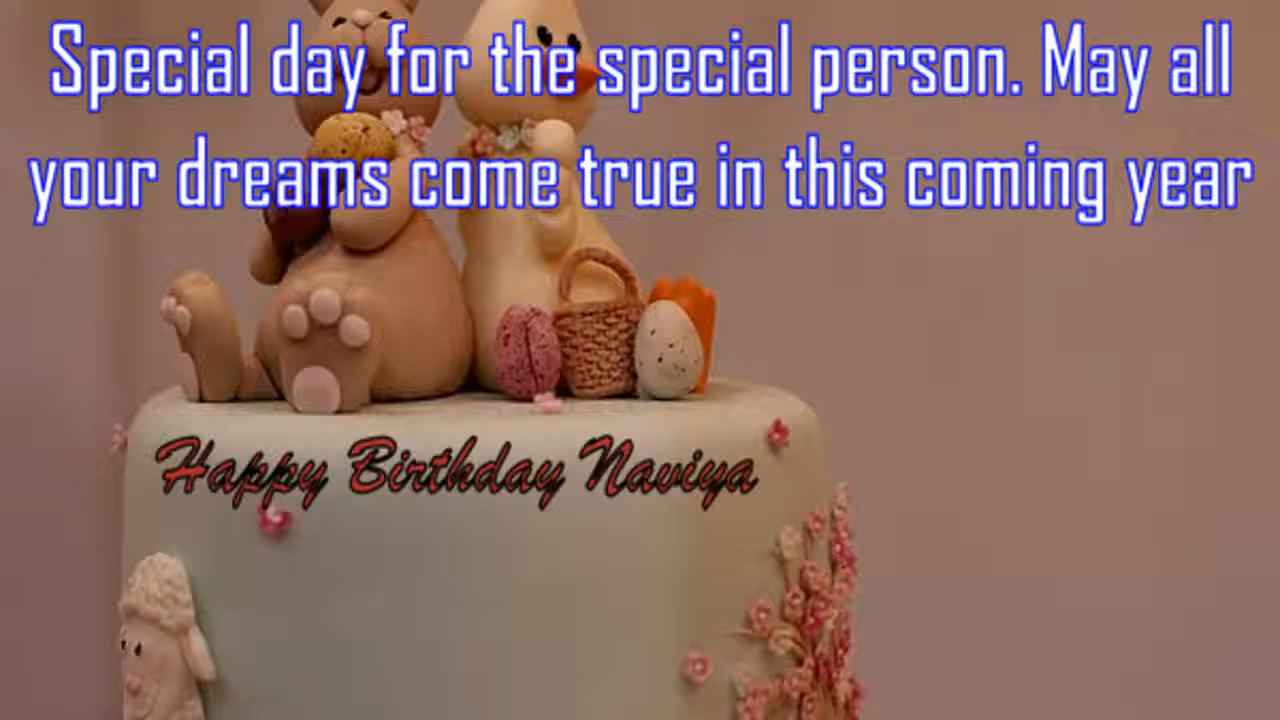 Special day for the special person. May all
your dreams come true in this coming year
Happy Birthday Naviya